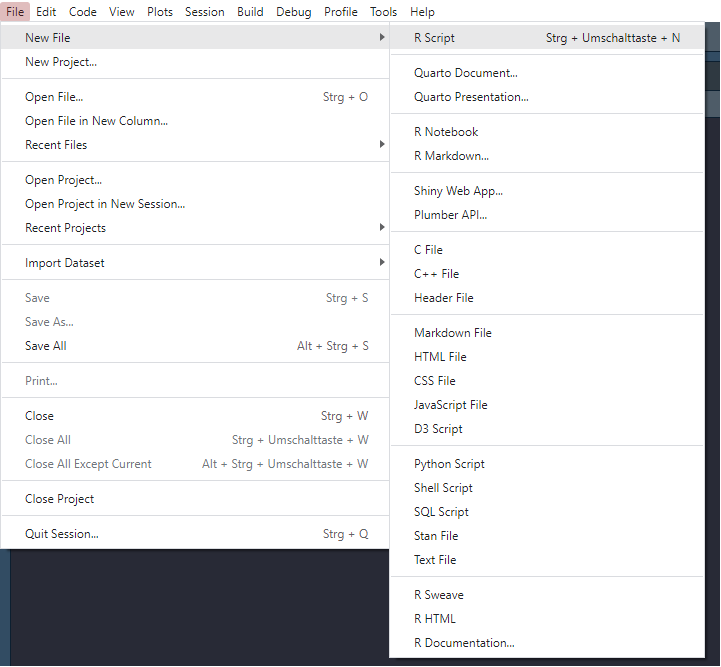 File Edit Code View Plots Session Build Debug Profile Tools Help
New File
New Project...
Open File... Strg + O
Open File in New Column...
Recent Files
Open Project...
Open Project in New Session...
Recent Projects
Import Dataset
Save Strg + S
Save As...
Save All Alt + Strg + S
Print...
Close Strg + W
Close All Strg + Umschalttaste + W
Close All Except Current Alt + Strg + Umschalttaste + W
Close Project
Quit Session... Strg + Q
R Script Strg + Umschalttaste + N
Quarto Document...
Quarto Presentation...
R Notebook
R Markdown...
Shiny Web App...
Plumber API...
C File
C++ File
Header File
Markdown File
HTML File
CSS File
JavaScript File
D3 Script
Python Script
Shell Script
SQL Script
Stan File
Text File
R Sweave
R HTML
R Documentation...